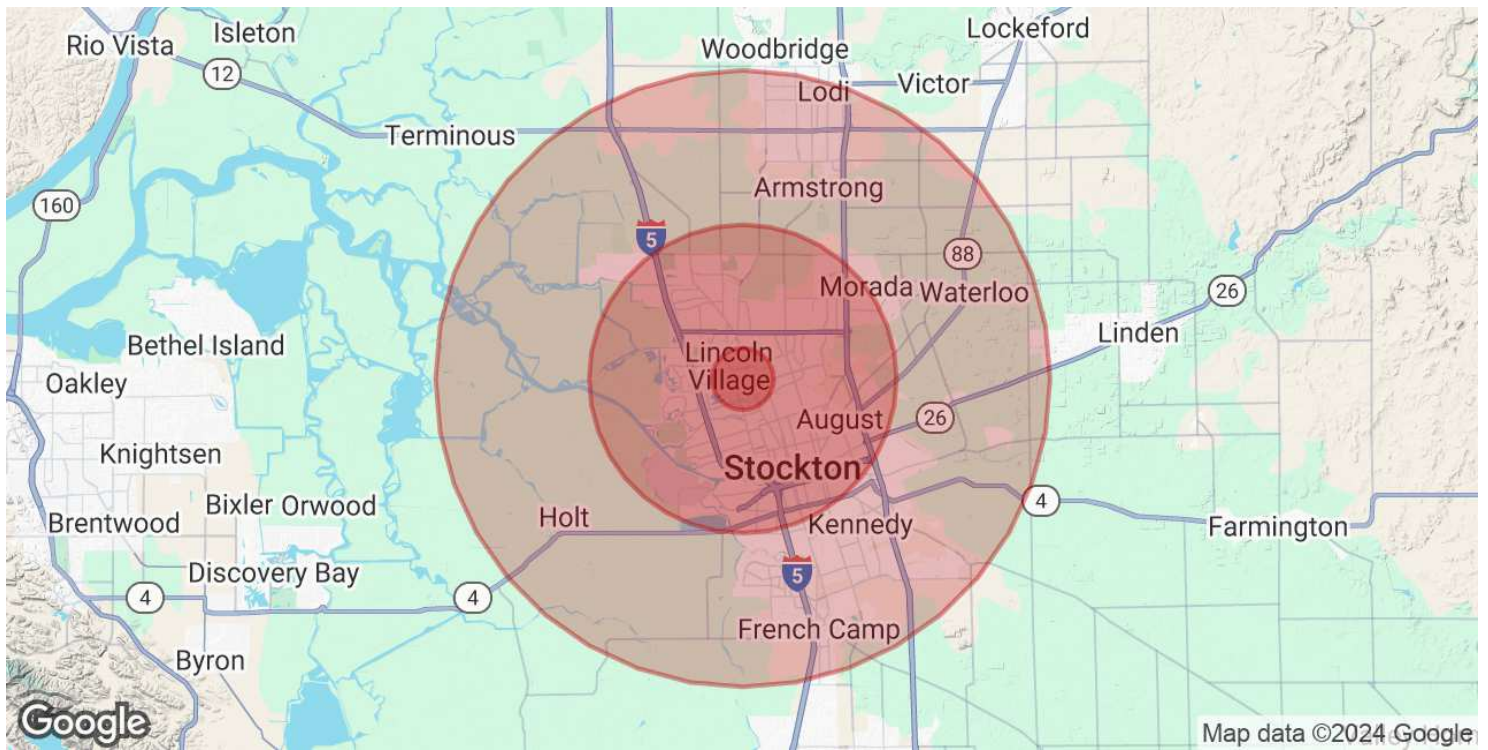 Isleton
Rio Vista
12
Lockeford
Woodbridge
Victor
Lodi
Terminous
160
Armstrong
5
88
Morada
Waterloo
26
Linden
Bethel Island
Lincoln
Village
Oakley
August
26
Knightsen
Stockton
Bixler
Orwood
4
Brentwood
Holt
Kennedy
Farmington
Discovery Bay
5
4
4
French Camp
Byron
Google
Map data ©2024 Google